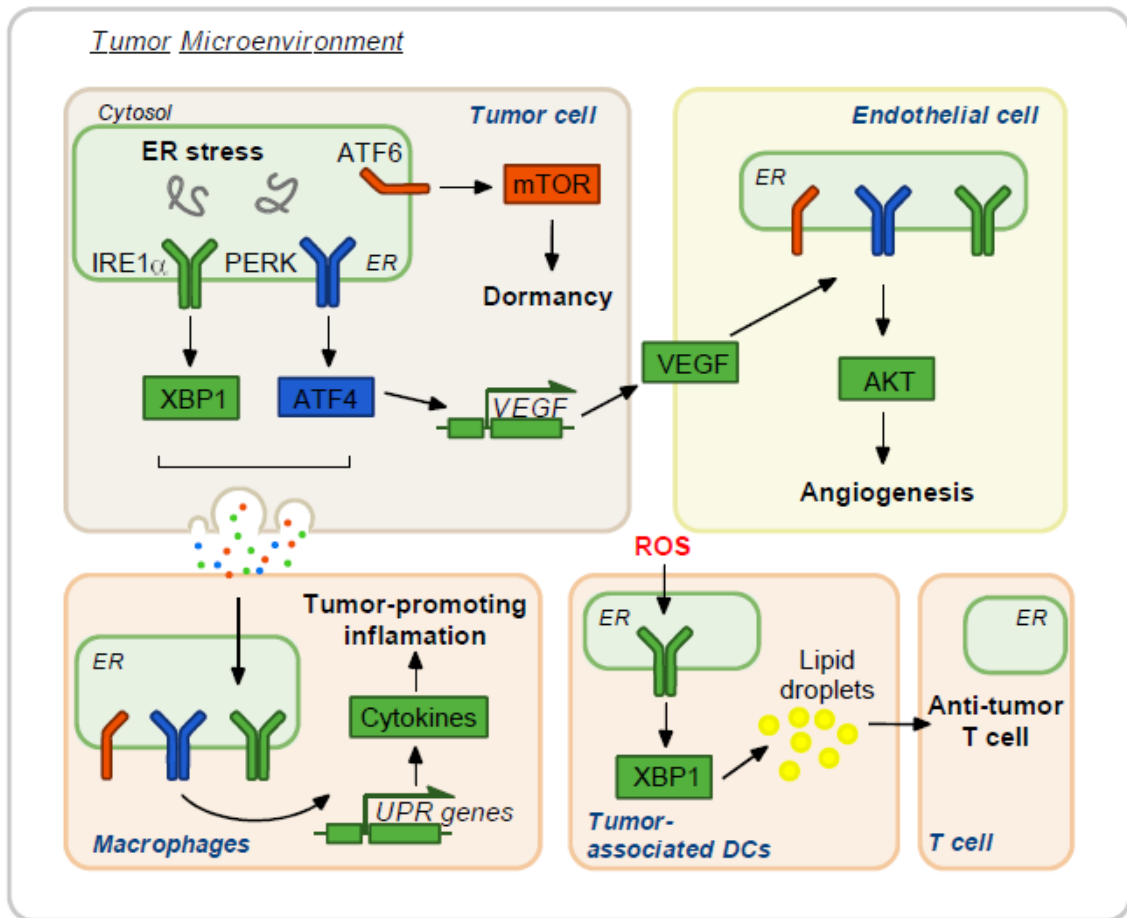 Tumor Microenvironment
Cytosol
Tumor cell
ER stress
ATF6
mTOR
IRE1α
PERK
ER
Dormancy
XBP1
ATF4
VEGF
VEGF
Endothelial cell
ER
AKT
Angiogenesis
Tumor-promoting
inflamation
ER
Cytokines
UPR genes
Macrophages
ROS
ER
Lipid
droplets
XBP1
Tumor-
associated DCs
ER
Anti-tumor
T cell
T cell